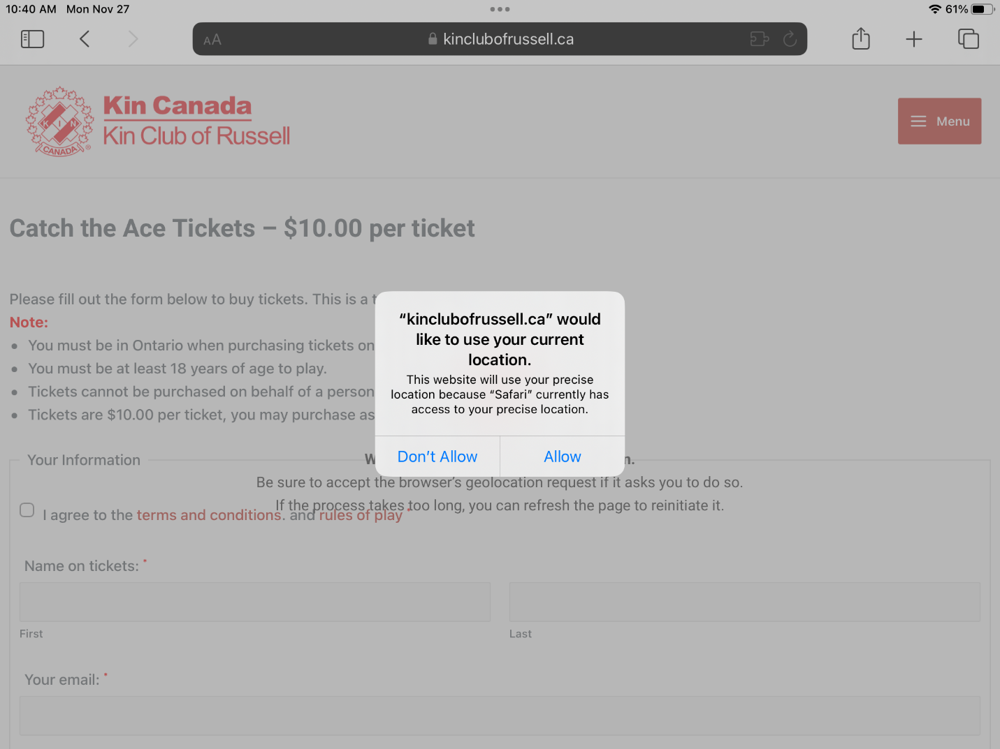 10:40 AM Mon Nov 27
61%
AA
kinclubofrussell.ca
KIN
CANADA
®
Kin Canada
Kin Club of Russell
Menu
Catch the Ace Tickets – $10.00 per ticket
Please fill out the form below to buy tickets. This is a t
Note:
• You must be in Ontario when purchasing tickets on
• You must be at least 18 years of age to play.
• Tickets cannot be purchased on behalf of a person
• Tickets are $10.00 per ticket, you may purchase as
“kinclubofrussell.ca” would
like to use your current
location.
This website will use your precise
location because “Safari” currently has
access to your precise location.
Don’t Allow
Allow
Your Information
n.
Be sure to accept the browser’s geolocation request if it asks you to do so.
If the process takes too long, you can refresh the page to reinitiate it.
I agree to the terms and conditions. and rules of play *
Name on tickets: *
First
Last
Your email: *